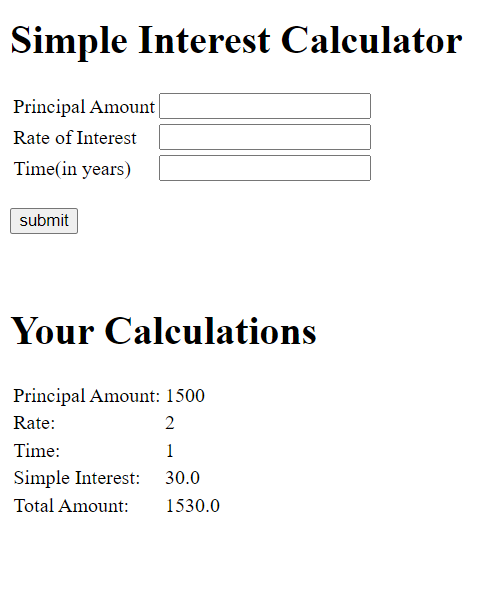 Simple Interest Calculator
Principal Amount
Rate of Interest
Time(in years)
submit
Your Calculations
Principal Amount: 1500
Rate: 2
Time: 1
Simple Interest: 30.0
Total Amount: 1530.0